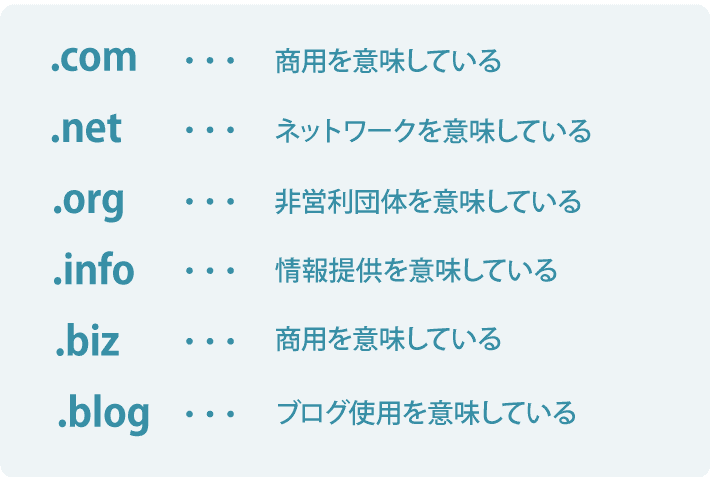 .com ・・・ 商用を意味している
.net ・・・ ネットワークを意味している
.org ・・・ 非営利団体を意味している
.info ・・・ 情報提供を意味している
.biz ・・・ 商用を意味している
.blog ・・・ ブログ使用を意味している